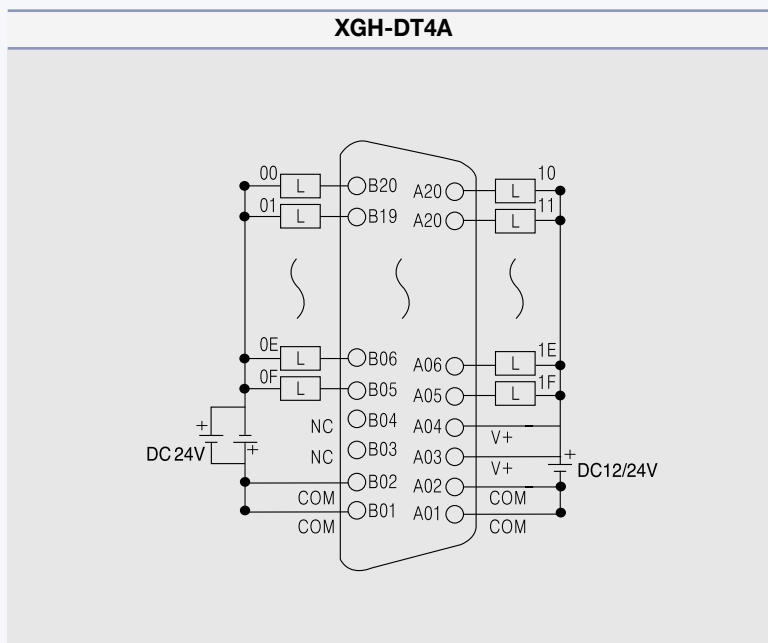 XGH-DT4A
00 L B20 A20 L 10
01 L B19 A20 L 11
0E L B06 A06 L 1E
0F L B05 A05 L 1F
NC B04 A04 V+
NC B03 A03 V+
+ DC 24V + + DC12/24V
COM B02 A02 COM
COM B01 A01 COM